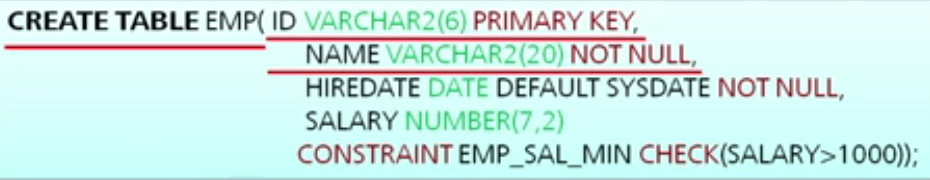 CREATE TABLE EMP( ID VARCHAR2(6) PRIMARY KEY,
NAME VARCHAR2(20) NOT NULL,
HIREDATE DATE DEFAULT SYSDATE NOT NULL,
SALARY NUMBER(7,2)
CONSTRAINT EMP_SAL_MIN CHECK(SALARY>1000));